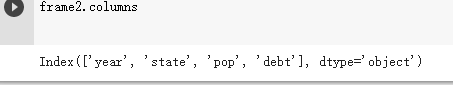 frame2.columns
Index(['year', 'state', 'pop', 'debt'], dtype='object')